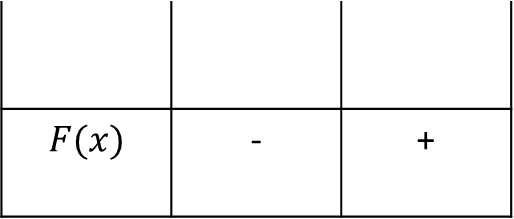 F(x) - +